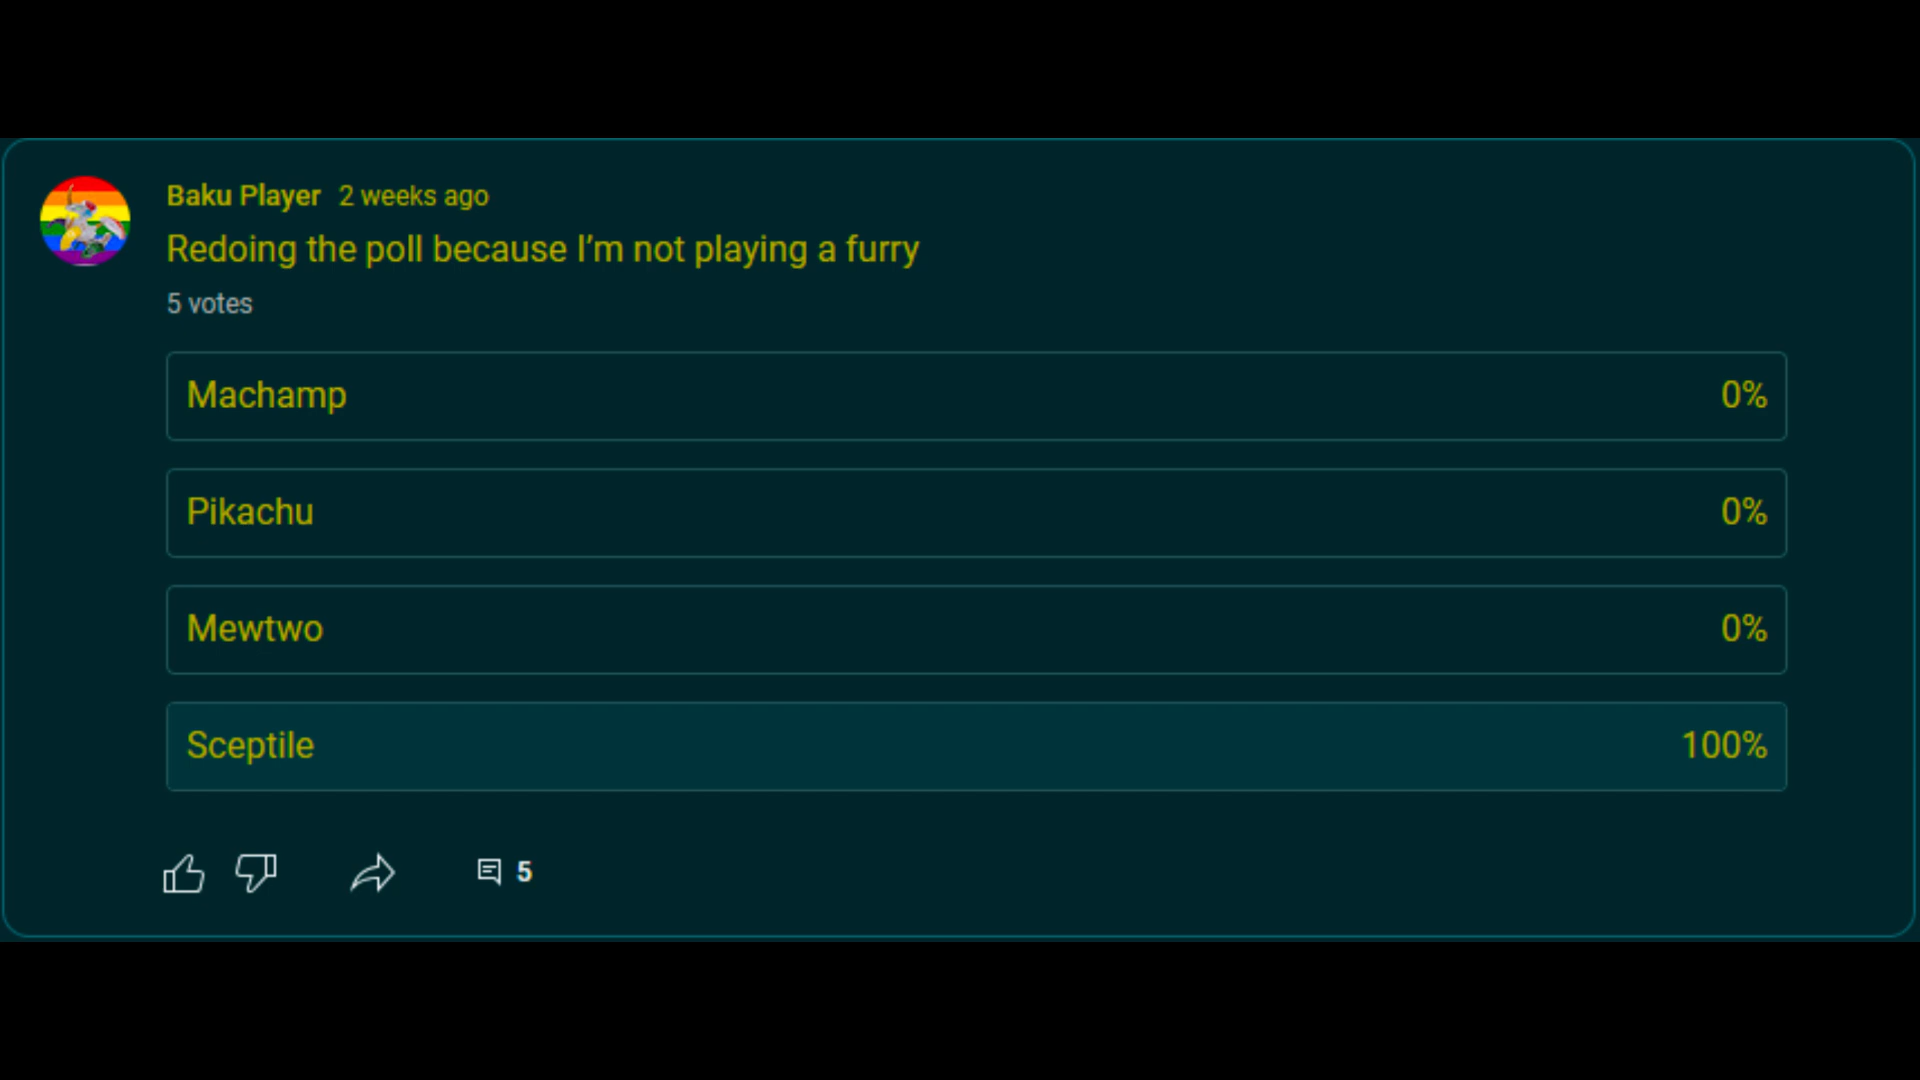 Baku Player 2 weeks ago
Redoing the poll because I’m not playing a furry
5 votes
Machamp 0%
Pikachu 0%
Mewtwo 0%
Sceptile 100%
5